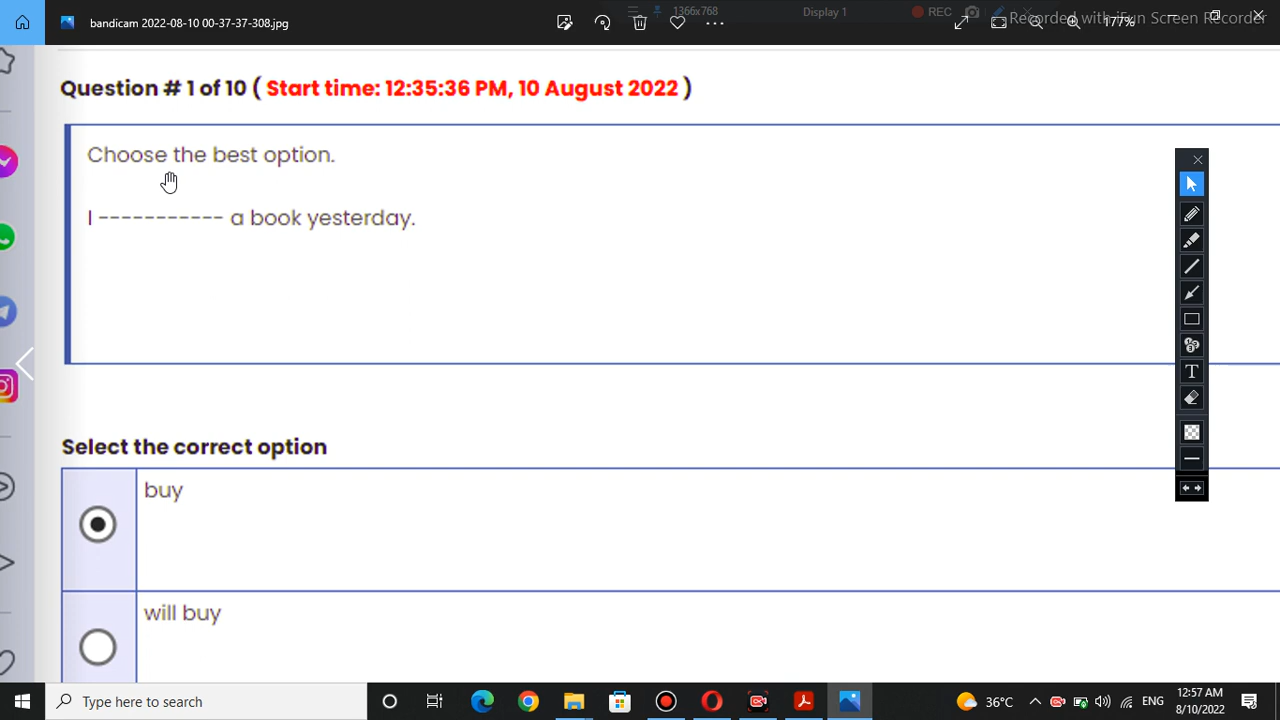 bandicam 2022-08-10 00-37-37-308.jpg
1366x768
Display 1
REC
177%
Recorded with iFun Screen Recorder
Question # 1 of 10 ( Start time: 12:35:36 PM, 10 August 2022 )
Choose the best option.
I ----------- a book yesterday.
Select the correct option
buy
will buy
Type here to search
36°C
ENG
12:57 AM
8/10/2022